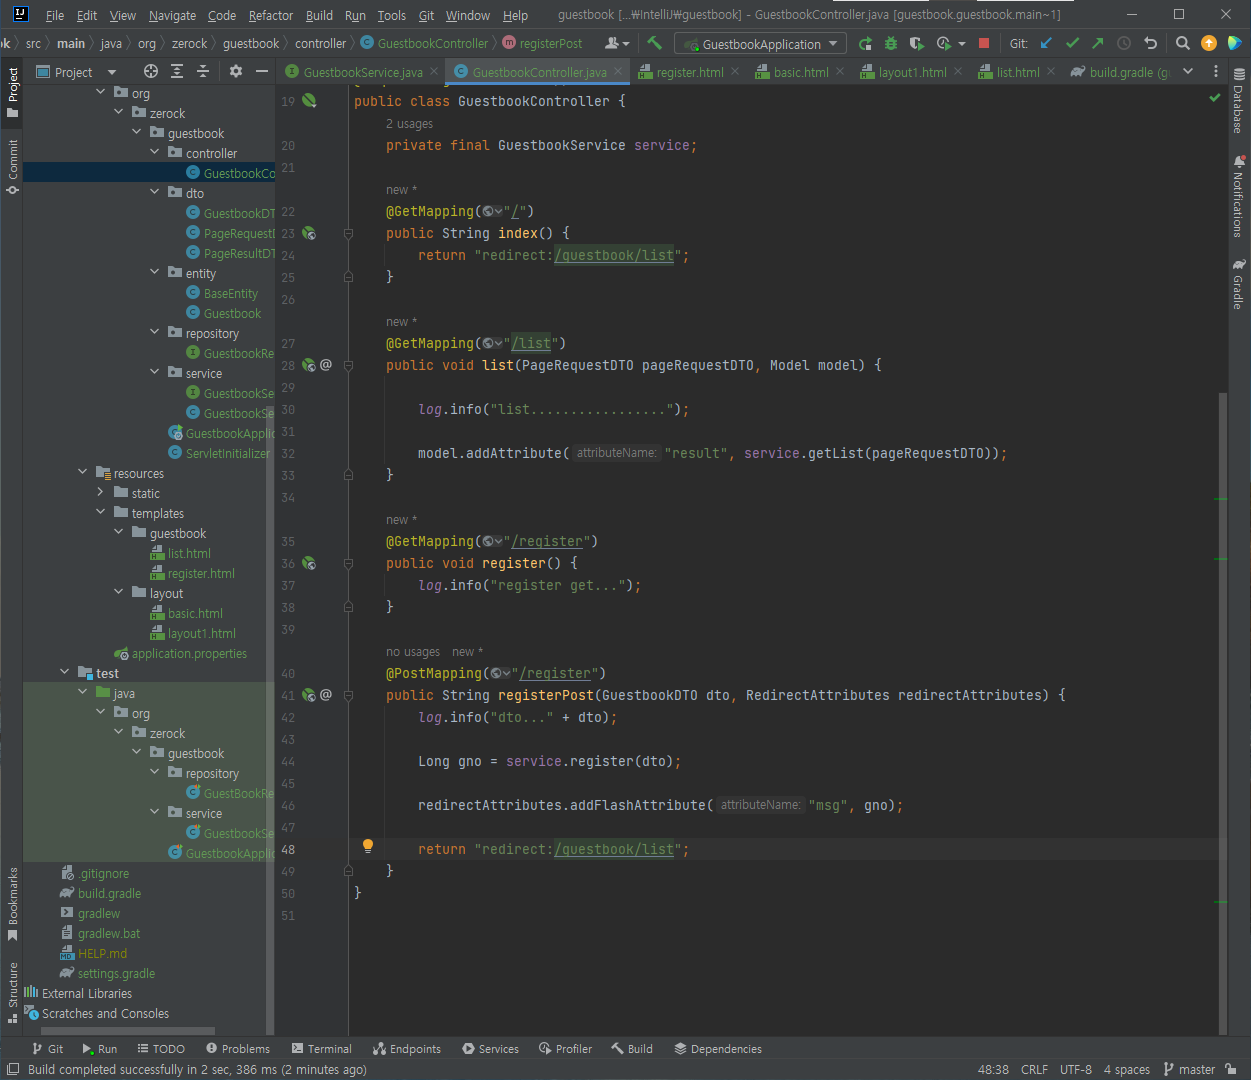 File Edit View Navigate Code Refactor Build Run Tools Git Window Help guestbook [...₩IntelliJ₩guestbook] - GuestbookController.java [guestbook.guestbook.main~1]
src main java org zerock guestbook controller GuestbookController registerPost GuestbookApplication Git:
Project GuestbookService.java GuestbookController.java register.html basic.html layout1.html list.html build.gradle
Project
Commit
Bookmarks
Structure
org
zerock
guestbook
controller
GuestbookCo
dto
GuestbookDT
PageRequestD
PageResultDT
entity
BaseEntity
Guestbook
repository
GuestbookRe
service
GuestbookSe
GuestbookSe
GuestbookApplic
ServletInitializer
resources
static
templates
guestbook
list.html
register.html
layout
basic.html
layout1.html
application.properties
test
java
org
zerock
guestbook
repository
GuestBookRe
service
GuestbookSe
GuestbookApplic
.gitignore
build.gradle
gradlew
gradlew.bat
HELP.md
settings.gradle
External Libraries
Scratches and Consoles
19 public class GuestbookController {
2 usages
20 private final GuestbookService service;
21
new *
22 @GetMapping("/")
23 public String index() {
24 return "redirect:/guestbook/list";
25 }
26
new *
27 @GetMapping("/list")
28 public void list(PageRequestDTO pageRequestDTO, Model model) {
29
30 log.info("list.................");
31
32 model.addAttribute( attributeName: "result", service.getList(pageRequestDTO));
33 }
34
new *
35 @GetMapping("/register")
36 public void register() {
37 log.info("register get...");
38 }
39
no usages new *
40 @PostMapping("/register")
41 public String registerPost(GuestbookDTO dto, RedirectAttributes redirectAttributes) {
42 log.info("dto..." + dto);
43
44 Long gno = service.register(dto);
45
46 redirectAttributes.addFlashAttribute( attributeName: "msg", gno);
47
48 return "redirect:/guestbook/list";
49 }
50 }
51
Database
Notifications
Gradle
Git Run TODO Problems Terminal Endpoints Services Profiler Build Dependencies
Build completed successfully in 2 sec, 386 ms (2 minutes ago) 48:38 CRLF UTF-8 4 spaces master